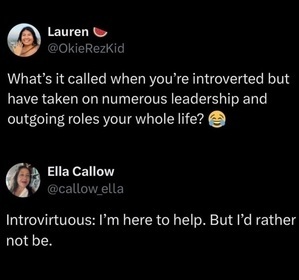 Lauren 🍉
@OkieRezKid
What's it called when you're introverted but
have taken on numerous leadership and
outgoing roles your whole life? 😂
Ella Callow
@callow_ella
Introvirtuous: I'm here to help. But I'd rather
not be.